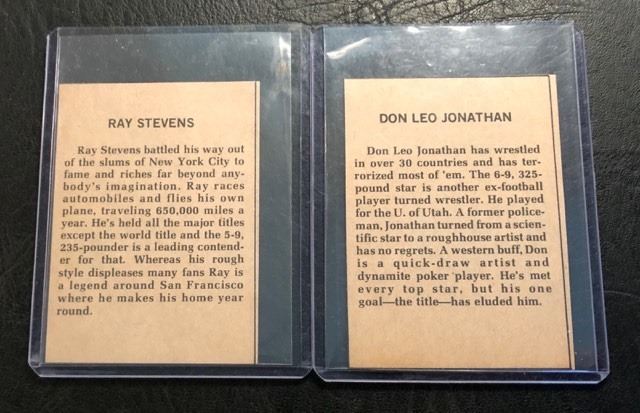 RAY STEVENS
Ray Stevens battled his way out
of the slums of New York City to
fame and riches far beyond any-
body's imagination. Ray races
automobiles and flies his own
plane, traveling 650,000 miles a
year. He's held all the major titles
except the world title and the 5-9,
235-pounder is a leading contend-
er for that. Whereas his rough
style displeases many fans Ray is
a legend around San Francisco
where he makes his home year
round.
DON LEO JONATHAN
Don Leo Jonathan has wrestled
in over 30 countries and has ter-
rorized most of 'em. The 6-9, 325-
pound star is another ex-football
player turned wrestler. He played
for the U. of Utah. A former police-
man, Jonathan turned from a scien-
tific star to a roughhouse artist and
has no regrets. A western buff, Don
is a quick-draw artist and
dynamite poker player. He's met
every top star, but his one
goal—the title—has eluded him.